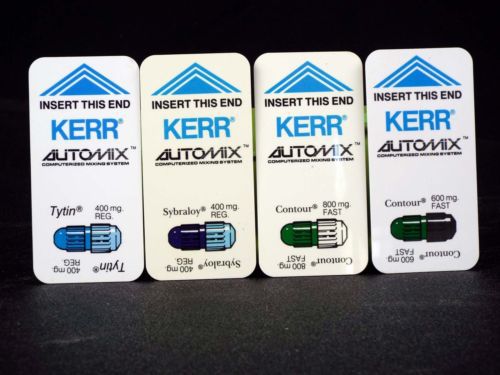 INSERT THIS END
KERR®
AUTOMIX™
COMPUTERIZED MIXING SYSTEM
Tytin® 400 mg.
REG.
Tytin® 400 mg.
REG.
INSERT THIS END
KERR®
AUTOMIX™
COMPUTERIZED MIXING SYSTEM
Sybraloy® 400 mg.
REG.
Sybraloy® 400 mg.
REG.
INSERT THIS END
KERR®
AUTOMIX™
COMPUTERIZED MIXING SYSTEM
Contour® 800 mg.
FAST
Contour® 800 mg.
FAST
INSERT THIS END
KERR®
AUTOMIX™
COMPUTERIZED MIXING SYSTEM
Contour® 600 mg.
FAST
Contour® 600 mg.
FAST